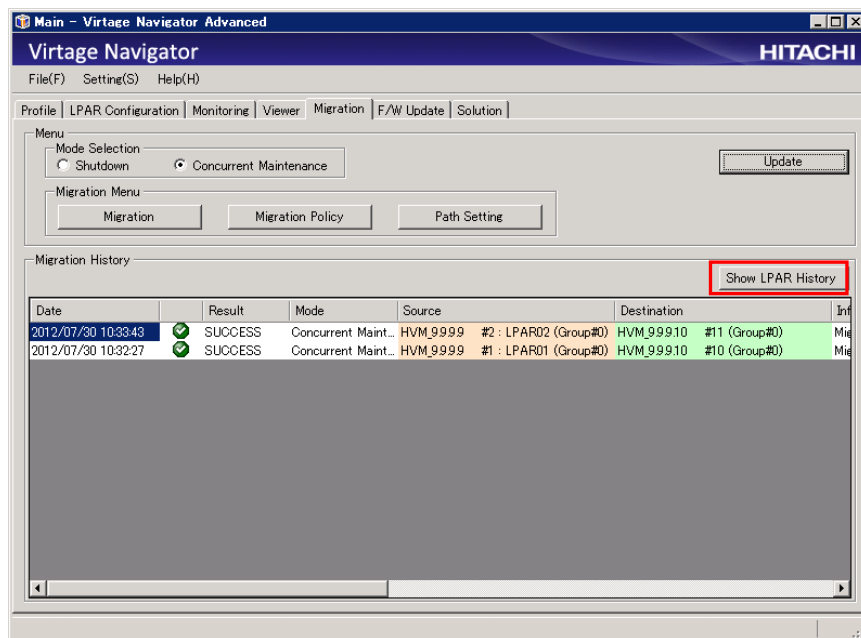 Main - Virtage Navigator Advanced
Virtage Navigator HITACHI
File(F) Setting(S) Help(H)
Profile LPAR Configuration Monitoring Viewer Migration F/W Update Solution
Menu
Mode Selection
Shutdown Concurrent Maintenance Update
Migration Menu
Migration Migration Policy Path Setting
Migration History
Show LPAR History
Date Result Mode Source Destination Inf
2012/07/30 10:33:43 SUCCESS Concurrent Maint... HVM_9.9.9.9 #2 : LPAR02 (Group#0) HVM_9.9.9.10 #11 (Group#0) Mig
2012/07/30 10:32:27 SUCCESS Concurrent Maint... HVM_9.9.9.9 #1 : LPAR01 (Group#0) HVM_9.9.9.10 #10 (Group#0) Mig